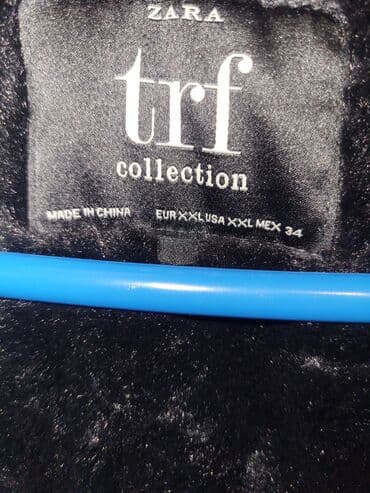 ZARA
trf
collection
MADE IN CHINA EUR XXL USA XXL MEX 34